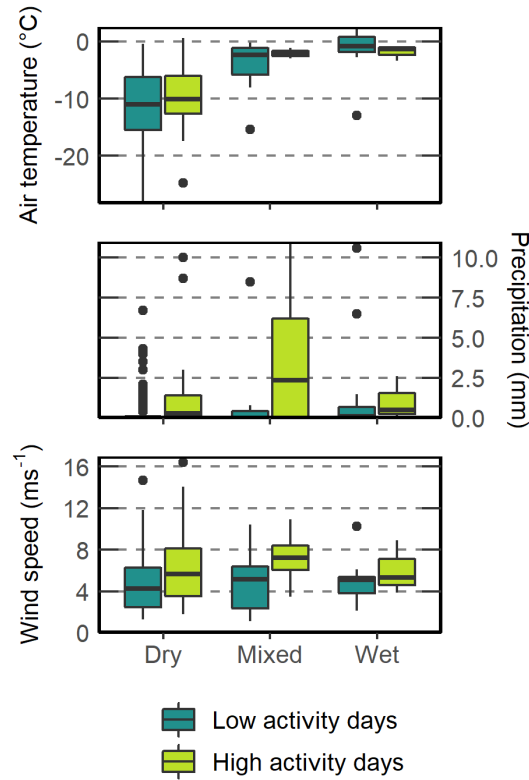 Air temperature (°C)
0
-10
-20
Precipitation (mm)
10.0
7.5
5.0
2.5
0.0
Wind speed (ms⁻¹)
16
12
8
4
0
Dry Mixed Wet
Low activity days
High activity days